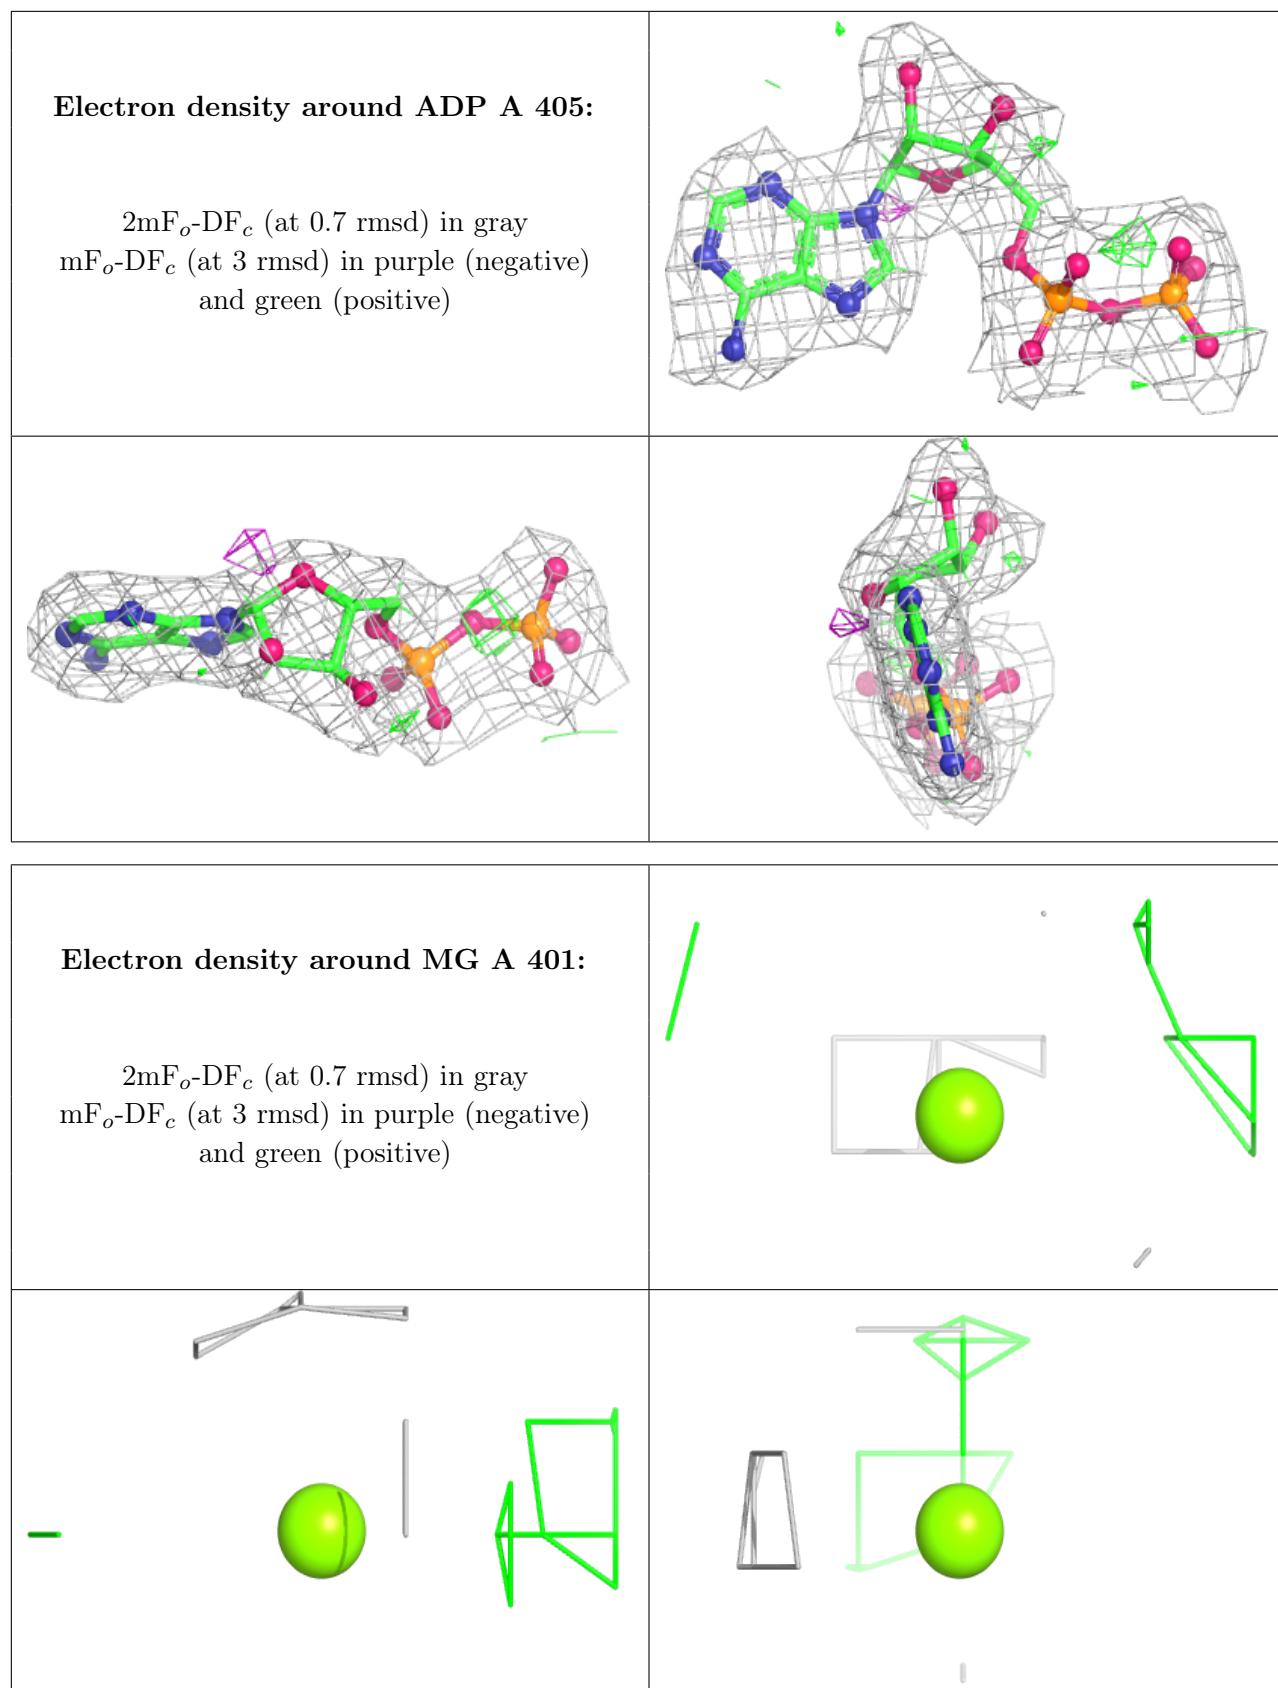 Electron density around ADP A 405:
2mFo-DFc (at 0.7 rmsd) in gray
mFo-DFc (at 3 rmsd) in purple (negative)
and green (positive)
Electron density around MG A 401:
2mFo-DFc (at 0.7 rmsd) in gray
mFo-DFc (at 3 rmsd) in purple (negative)
and green (positive)